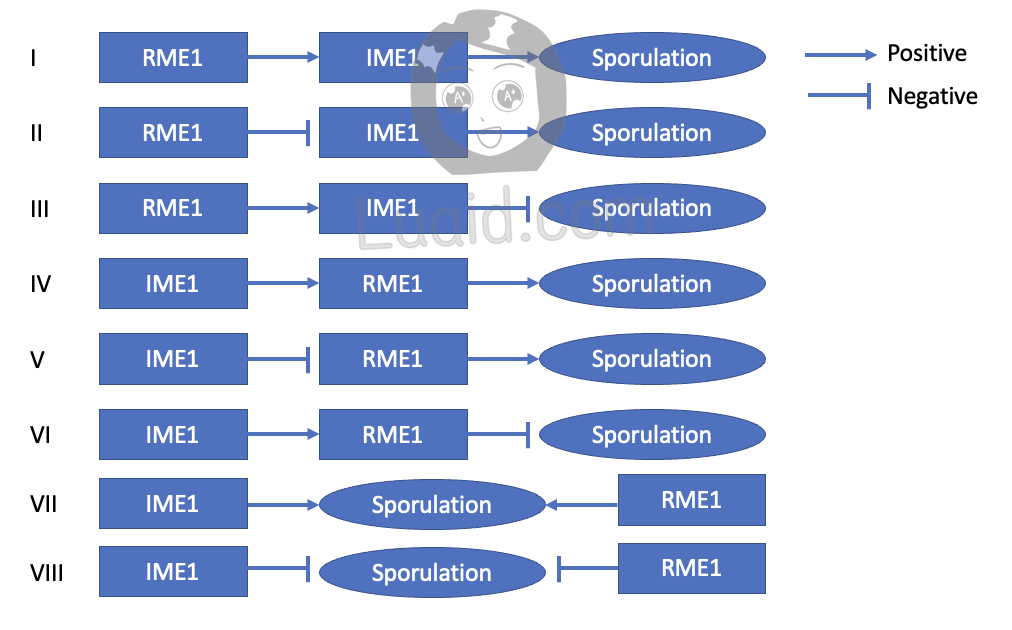 I RME1 IME1 Sporulation Positive
II RME1 IME1 Sporulation Negative
III RME1 IME1 Sporulation
IV IME1 RME1 Sporulation
V IME1 RME1 Sporulation
VI IME1 RME1 Sporulation
VII IME1 Sporulation RME1
VIII IME1 Sporulation RME1
Luaid.com
A+ A+